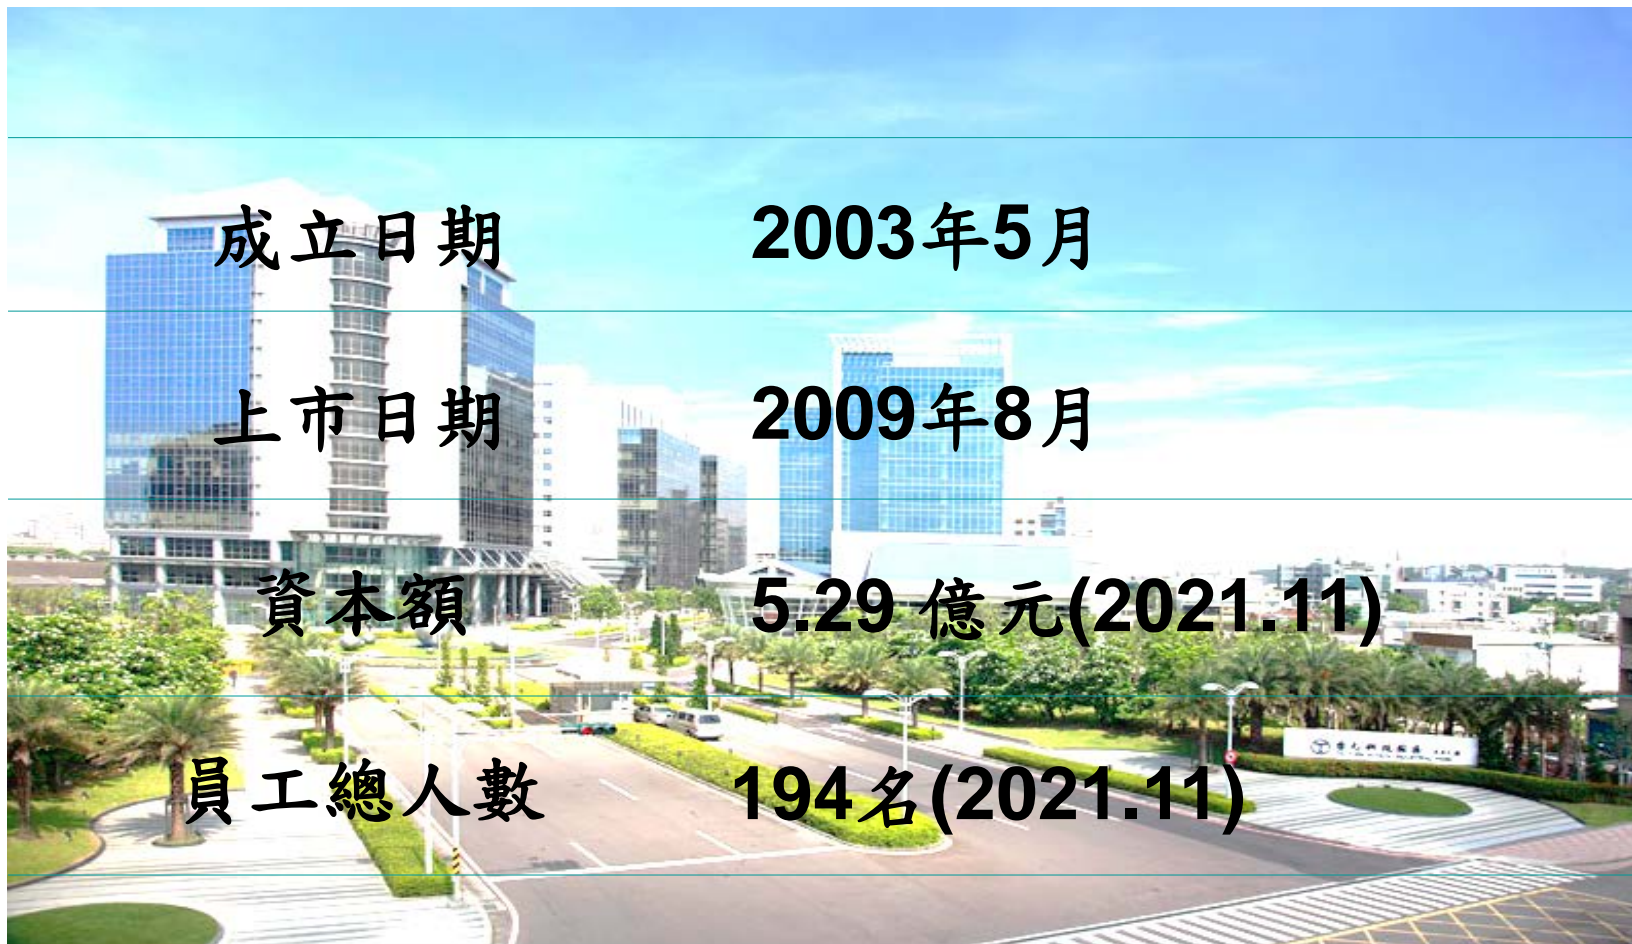 成立日期 2003年5月
上市日期 2009年8月
資本額 5.29 億元(2021.11)
員工總人數 194名(2021.11)